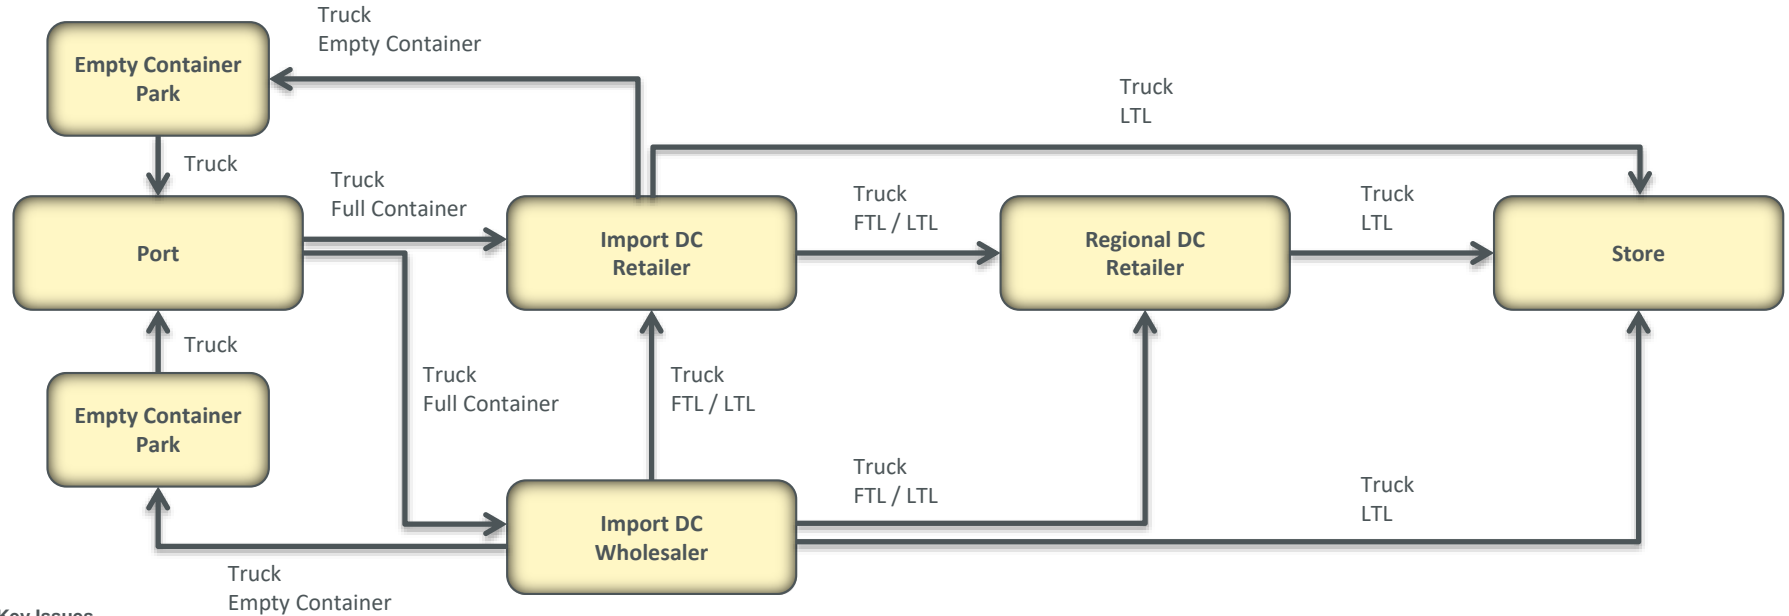 Truck
Empty Container
Empty Container
Park
Truck
LTL
Truck
Truck
Full Container
Truck
FTL / LTL
Truck
LTL
Port
Import DC
Retailer
Regional DC
Retailer
Store
Truck
Truck
Full Container
Truck
FTL / LTL
Empty Container
Park
Truck
FTL / LTL
Truck
LTL
Import DC
Wholesaler
Truck
Empty Container
Key Issues